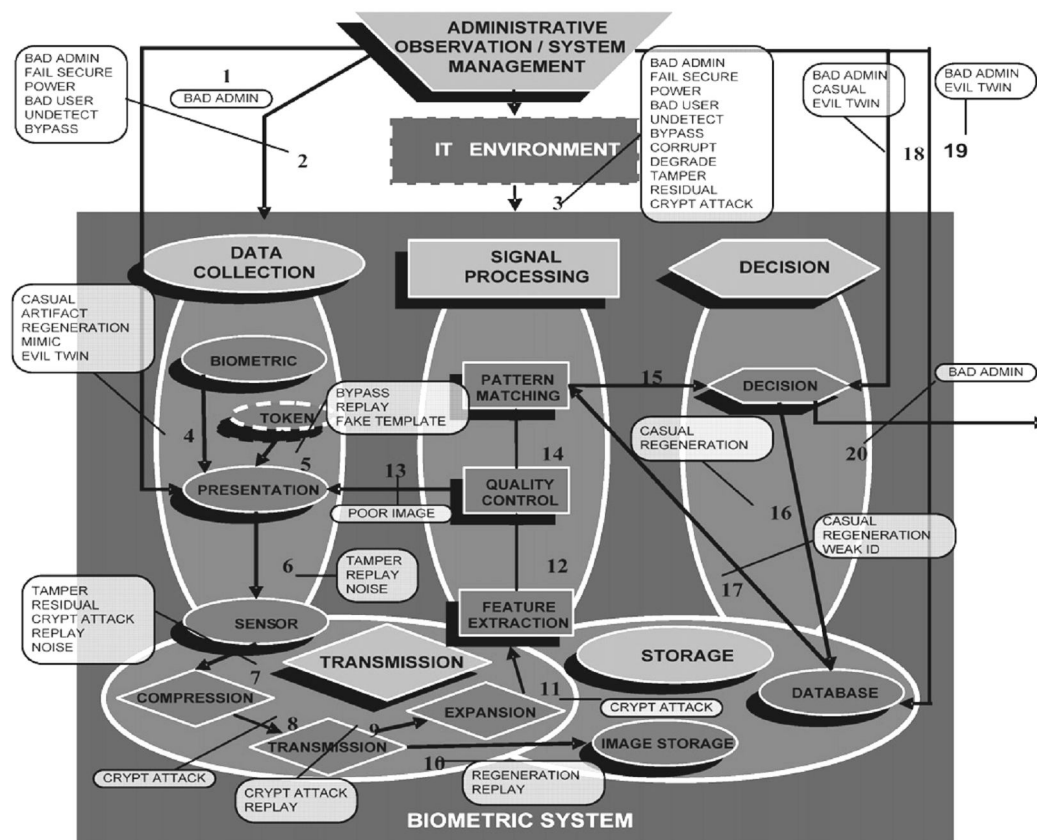 ADMINISTRATIVE
OBSERVATION / SYSTEM
MANAGEMENT
BAD ADMIN
FAIL SECURE
POWER
BAD USER
UNDETECT
BYPASS
1
BAD ADMIN
2
IT ENVIRONMENT
3
BAD ADMIN
FAIL SECURE
POWER
BAD USER
UNDETECT
BYPASS
CORRUPT
DEGRADE
TAMPER
RESIDUAL
CRYPT ATTACK
BAD ADMIN
CASUAL
EVIL TWIN
18
19
BAD ADMIN
EVIL TWIN
DATA
COLLECTION
SIGNAL
PROCESSING
DECISION
CASUAL
ARTIFACT
REGENERATION
MIMIC
EVIL TWIN
BIOMETRIC
TOKEN
4
5
BYPASS
REPLAY
FAKE TEMPLATE
PATTERN
MATCHING
15
DECISION
BAD ADMIN
20
PRESENTATION
13
POOR IMAGE
14
QUALITY
CONTROL
CASUAL
REGENERATION
16
CASUAL
REGENERATION
WEAK ID
17
6
TAMPER
REPLAY
NOISE
12
TAMPER
RESIDUAL
CRYPT ATTACK
REPLAY
NOISE
SENSOR
FEATURE
EXTRACTION
7
TRANSMISSION
STORAGE
COMPRESSION
8
9
EXPANSION
11
CRYPT ATTACK
DATABASE
TRANSMISSION
IMAGE STORAGE
10
CRYPT ATTACK
CRYPT ATTACK
REPLAY
REGENERATION
REPLAY
BIOMETRIC SYSTEM